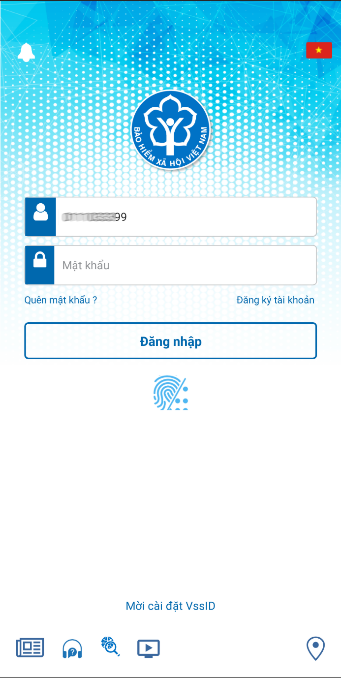 BẢO HIỂM XÃ HỘI VIỆT NAM
99
Mật khẩu
Quên mật khẩu ?
Đăng ký tài khoản
Đăng nhập
Mời cài đặt VssID